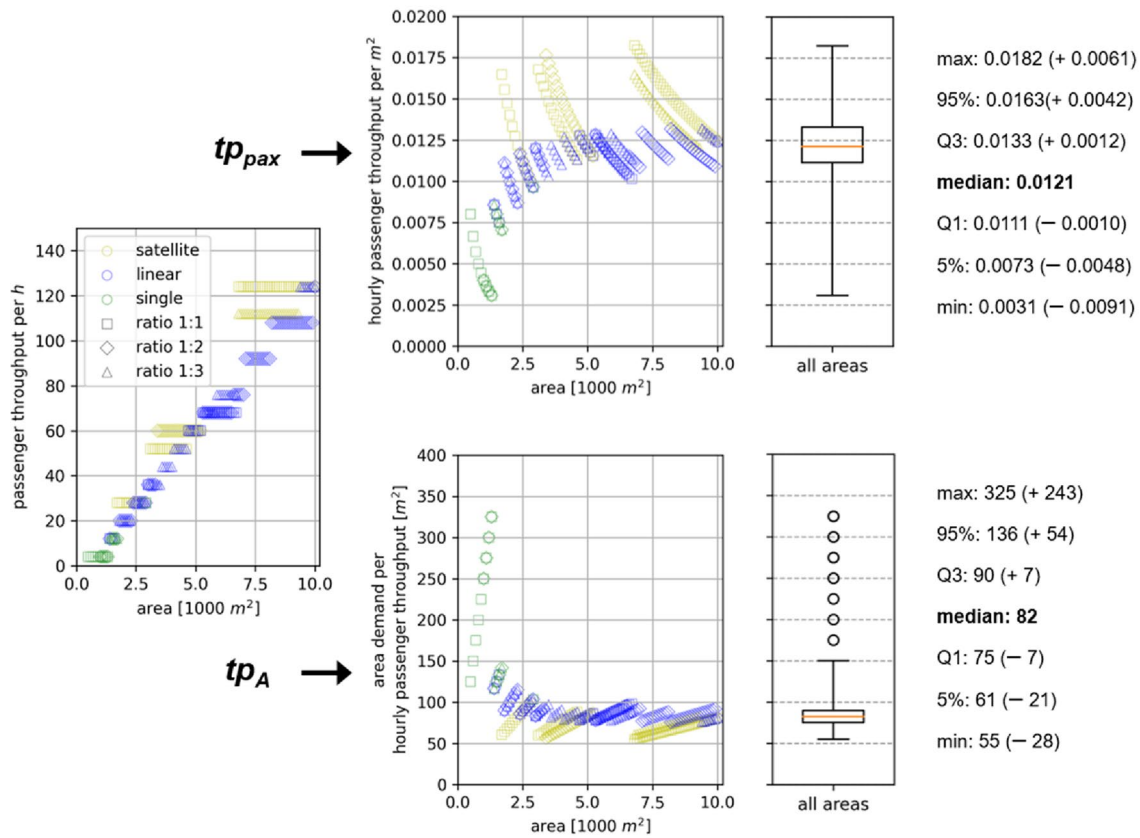 tp_pax
hourly passenger throughput per m²
0.0200
0.0175
0.0150
0.0125
0.0100
0.0075
0.0050
0.0025
0.0000
0.0 2.5 5.0 7.5 10.0
area [1000 m²]
all areas
max: 0.0182 (+ 0.0061)
95%: 0.0163(+ 0.0042)
Q3: 0.0133 (+ 0.0012)
median: 0.0121
Q1: 0.0111 (− 0.0010)
5%: 0.0073 (− 0.0048)
min: 0.0031 (− 0.0091)
passenger throughput per h
140
120
100
80
60
40
20
0
satellite
linear
single
ratio 1:1
ratio 1:2
ratio 1:3
0.0 2.5 5.0 7.5 10.0
area [1000 m²]
tp_A
area demand per
hourly passenger throughput [m²]
400
350
300
250
200
150
100
50
0
0.0 2.5 5.0 7.5 10.0
area [1000 m²]
all areas
max: 325 (+ 243)
95%: 136 (+ 54)
Q3: 90 (+ 7)
median: 82
Q1: 75 (− 7)
5%: 61 (− 21)
min: 55 (− 28)